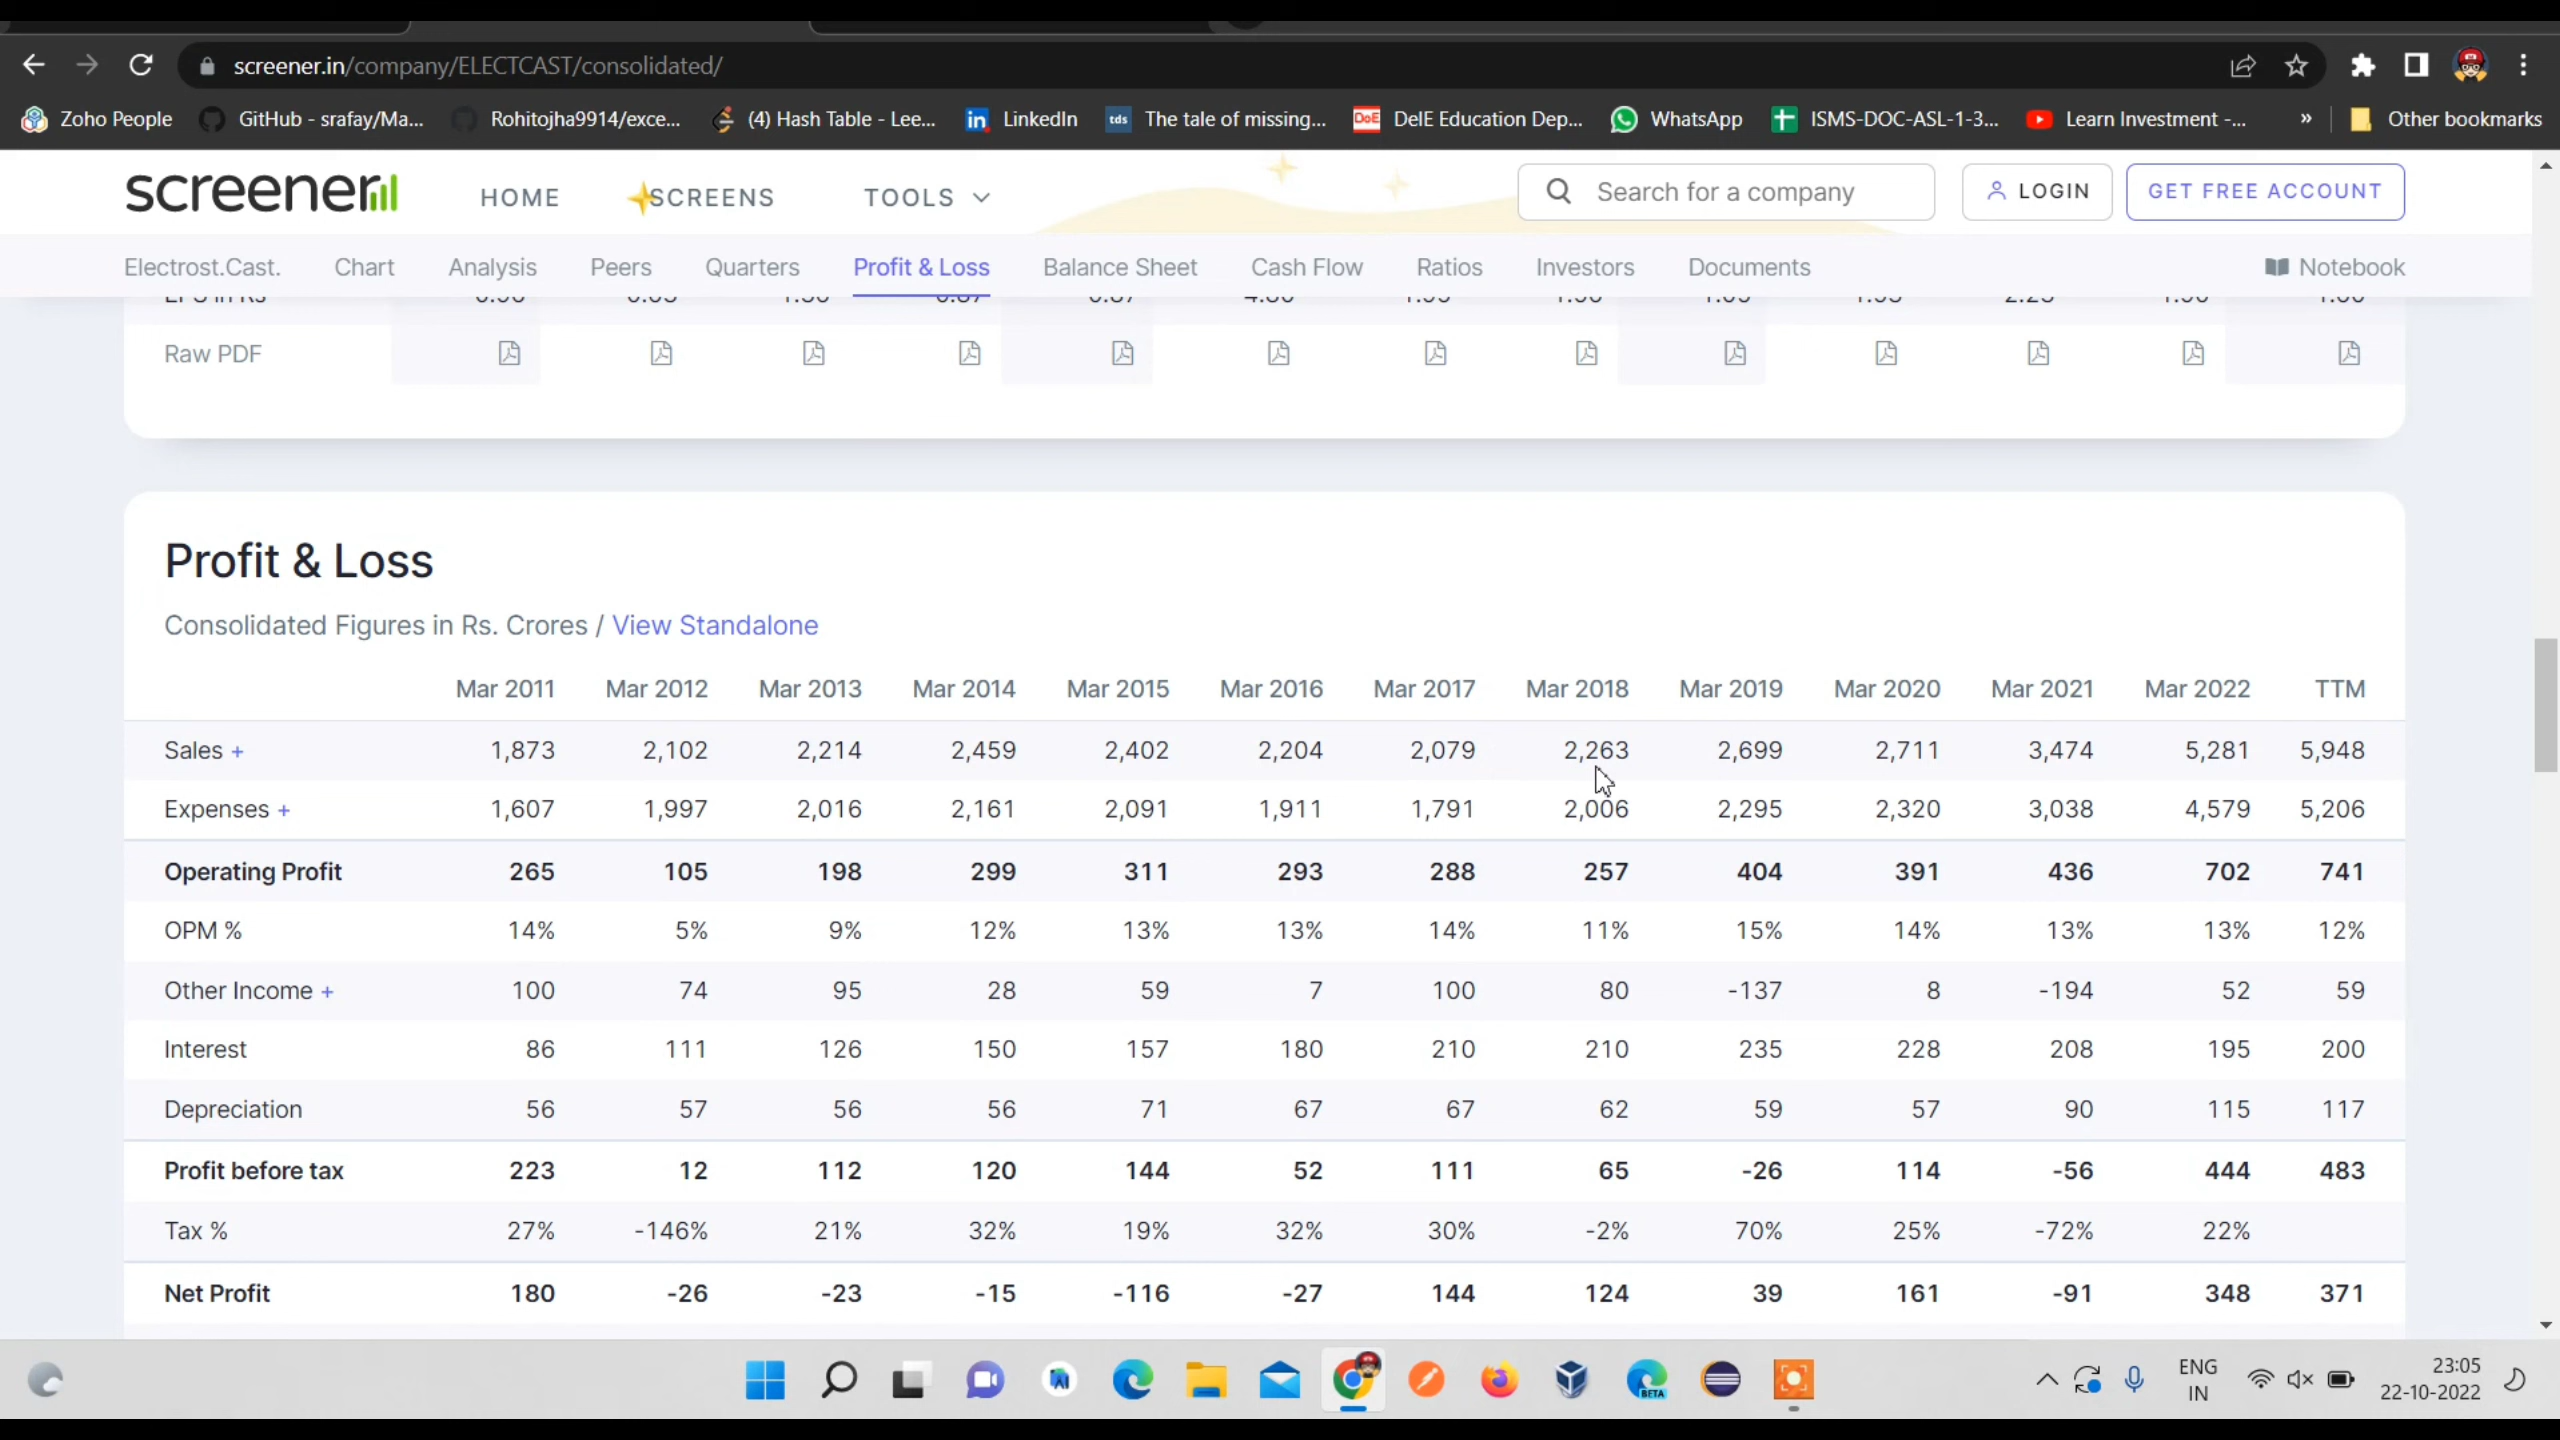 screener.in/company/ELECTCAST/consolidated/
Zoho People GitHub - srafay/Ma... Rohitojha9914/exce... (4) Hash Table - Lee... LinkedIn The tale of missing... DelE Education Dep... WhatsApp ISMS-DOC-ASL-1-3... Learn Investment -... » Other bookmarks
screener HOME SCREENS TOOLS Search for a company LOGIN GET FREE ACCOUNT
Electrost.Cast. Chart Analysis Peers Quarters Profit & Loss Balance Sheet Cash Flow Ratios Investors Documents Notebook
Raw PDF
Profit & Loss
Consolidated Figures in Rs. Crores / View Standalone
Mar 2011 Mar 2012 Mar 2013 Mar 2014 Mar 2015 Mar 2016 Mar 2017 Mar 2018 Mar 2019 Mar 2020 Mar 2021 Mar 2022 TTM
Sales + 1,873 2,102 2,214 2,459 2,402 2,204 2,079 2,263 2,699 2,711 3,474 5,281 5,948
Expenses + 1,607 1,997 2,016 2,161 2,091 1,911 1,791 2,006 2,295 2,320 3,038 4,579 5,206
Operating Profit 265 105 198 299 311 293 288 257 404 391 436 702 741
OPM % 14% 5% 9% 12% 13% 13% 14% 11% 15% 14% 13% 13% 12%
Other Income + 100 74 95 28 59 7 100 80 -137 8 -194 52 59
Interest 86 111 126 150 157 180 210 210 235 228 208 195 200
Depreciation 56 57 56 56 71 67 67 62 59 57 90 115 117
Profit before tax 223 12 112 120 144 52 111 65 -26 114 -56 444 483
Tax % 27% -146% 21% 32% 19% 32% 30% -2% 70% 25% -72% 22%
Net Profit 180 -26 -23 -15 -116 -27 144 124 39 161 -91 348 371
ENG 23:05
IN 22-10-2022